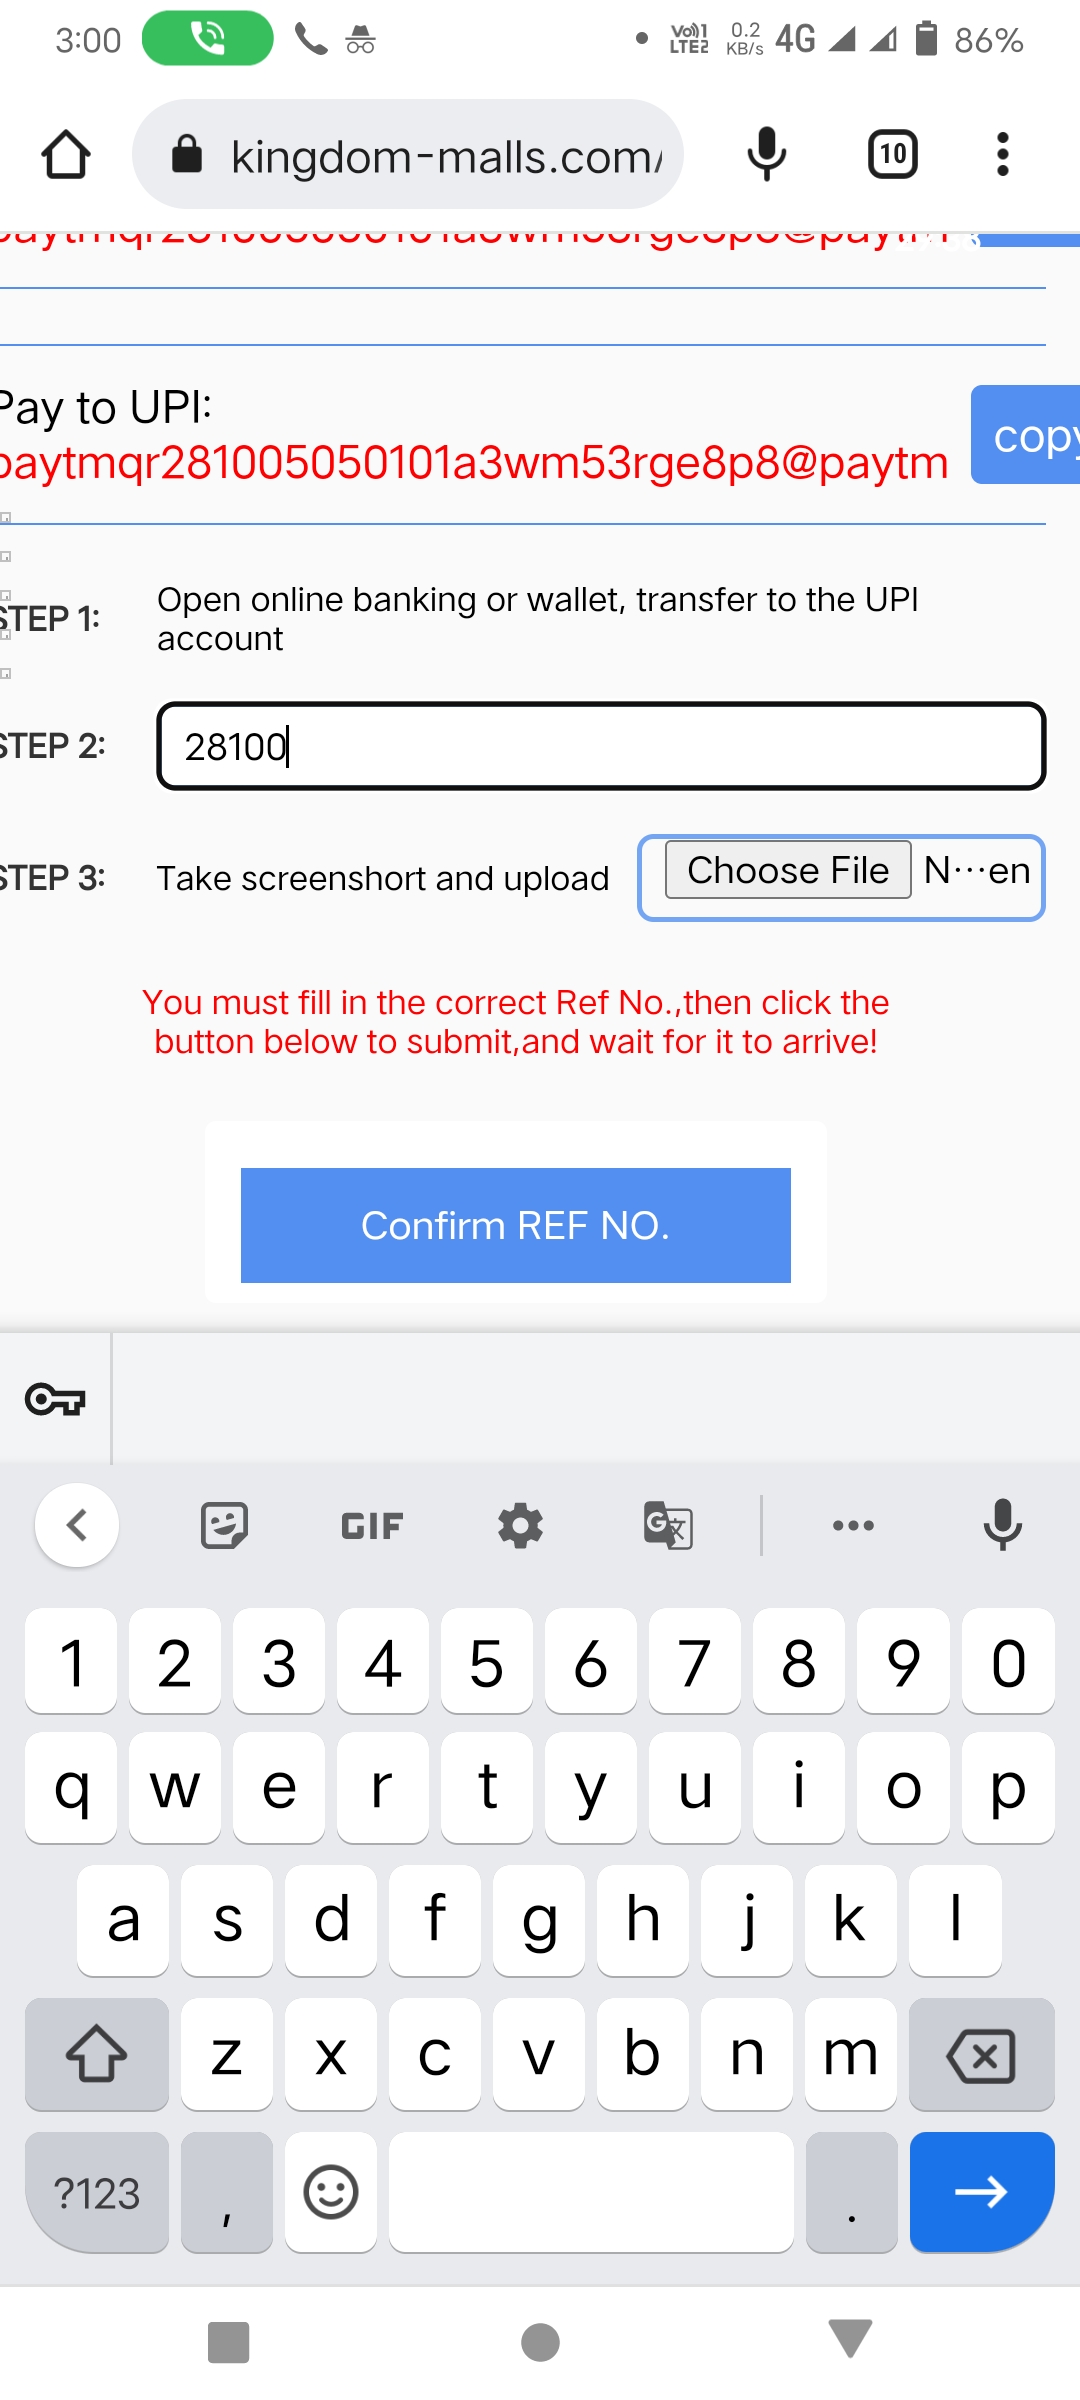 3:00
Vo))1
LTE2
0.2
KB/s
4G
86%
kingdom-malls.com/
10
Pay to UPI:
paytmqr281005050101a3wm53rge8p8@paytm
copy
STEP 1:
Open online banking or wallet, transfer to the UPI
account
STEP 2:
28100
STEP 3:
Take screenshort and upload
Choose File
N···en
You must fill in the correct Ref No.,then click the
button below to submit,and wait for it to arrive!
Confirm REF NO.
GIF
G
1 2 3 4 5 6 7 8 9 0
q w e r t y u i o p
a s d f g h j k l
z x c v b n m
?123 , .